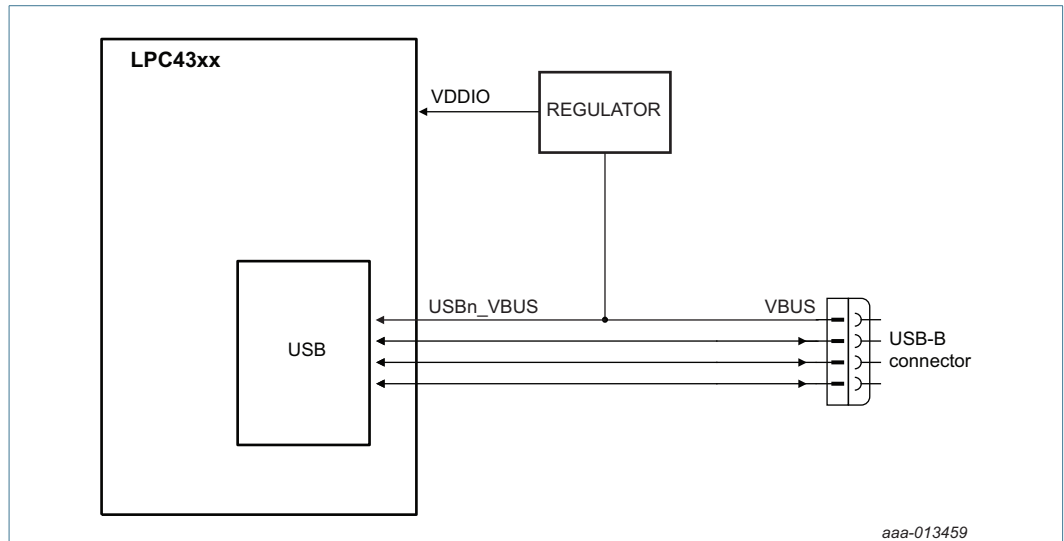 LPC43xx
VDDIO
REGULATOR
USBn_VBUS
VBUS
USB
USB-B
connector
aaa-013459